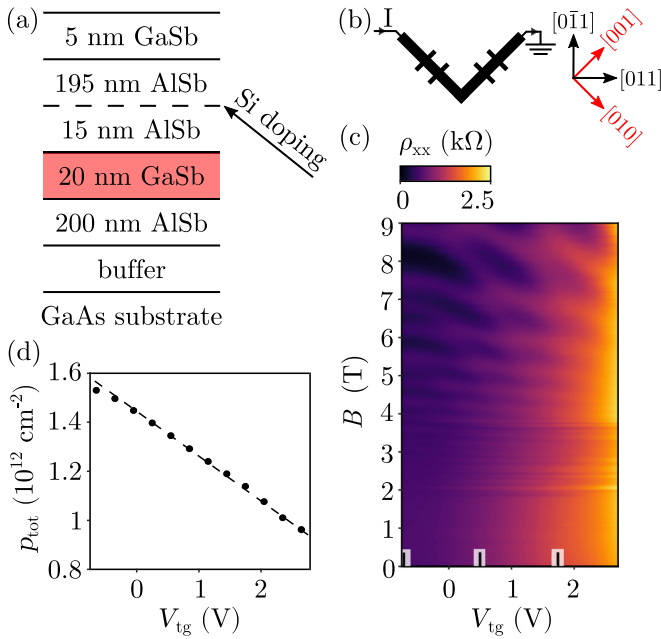 (a)
5 nm GaSb
195 nm AlSb
15 nm AlSb
20 nm GaSb
200 nm AlSb
buffer
GaAs substrate
Si doping
(b)
I
[01̄1]
[001]
[011]
[010]
(c)
ρxx (kΩ)
0 2.5
9
8
7
6
5
4
3
2
1
0
B (T)
0 1 2
Vtg (V)
(d)
1.6
1.4
1.2
1
0.8
ptot (10¹² cm⁻²)
0 1 2
Vtg (V)